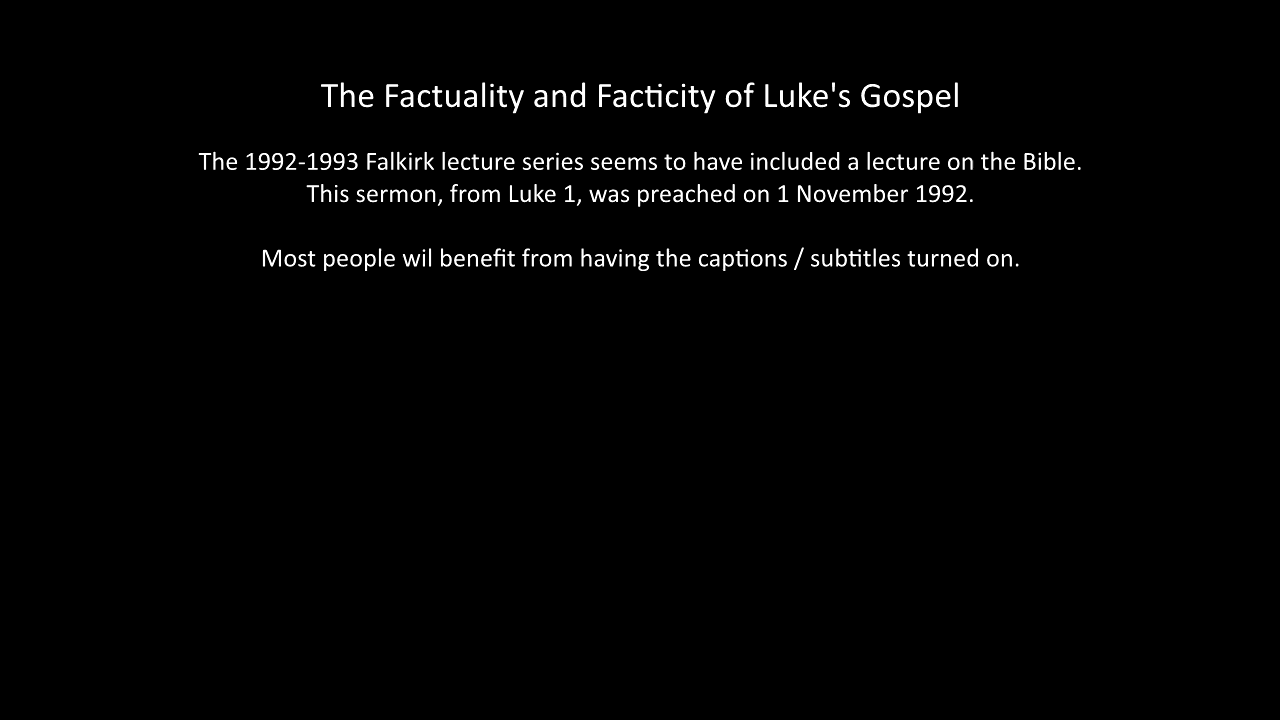 The Factuality and Facticity of Luke's Gospel
The 1992-1993 Falkirk lecture series seems to have included a lecture on the Bible.
This sermon, from Luke 1, was preached on 1 November 1992.
Most people wil benefit from having the captions / subtitles turned on.